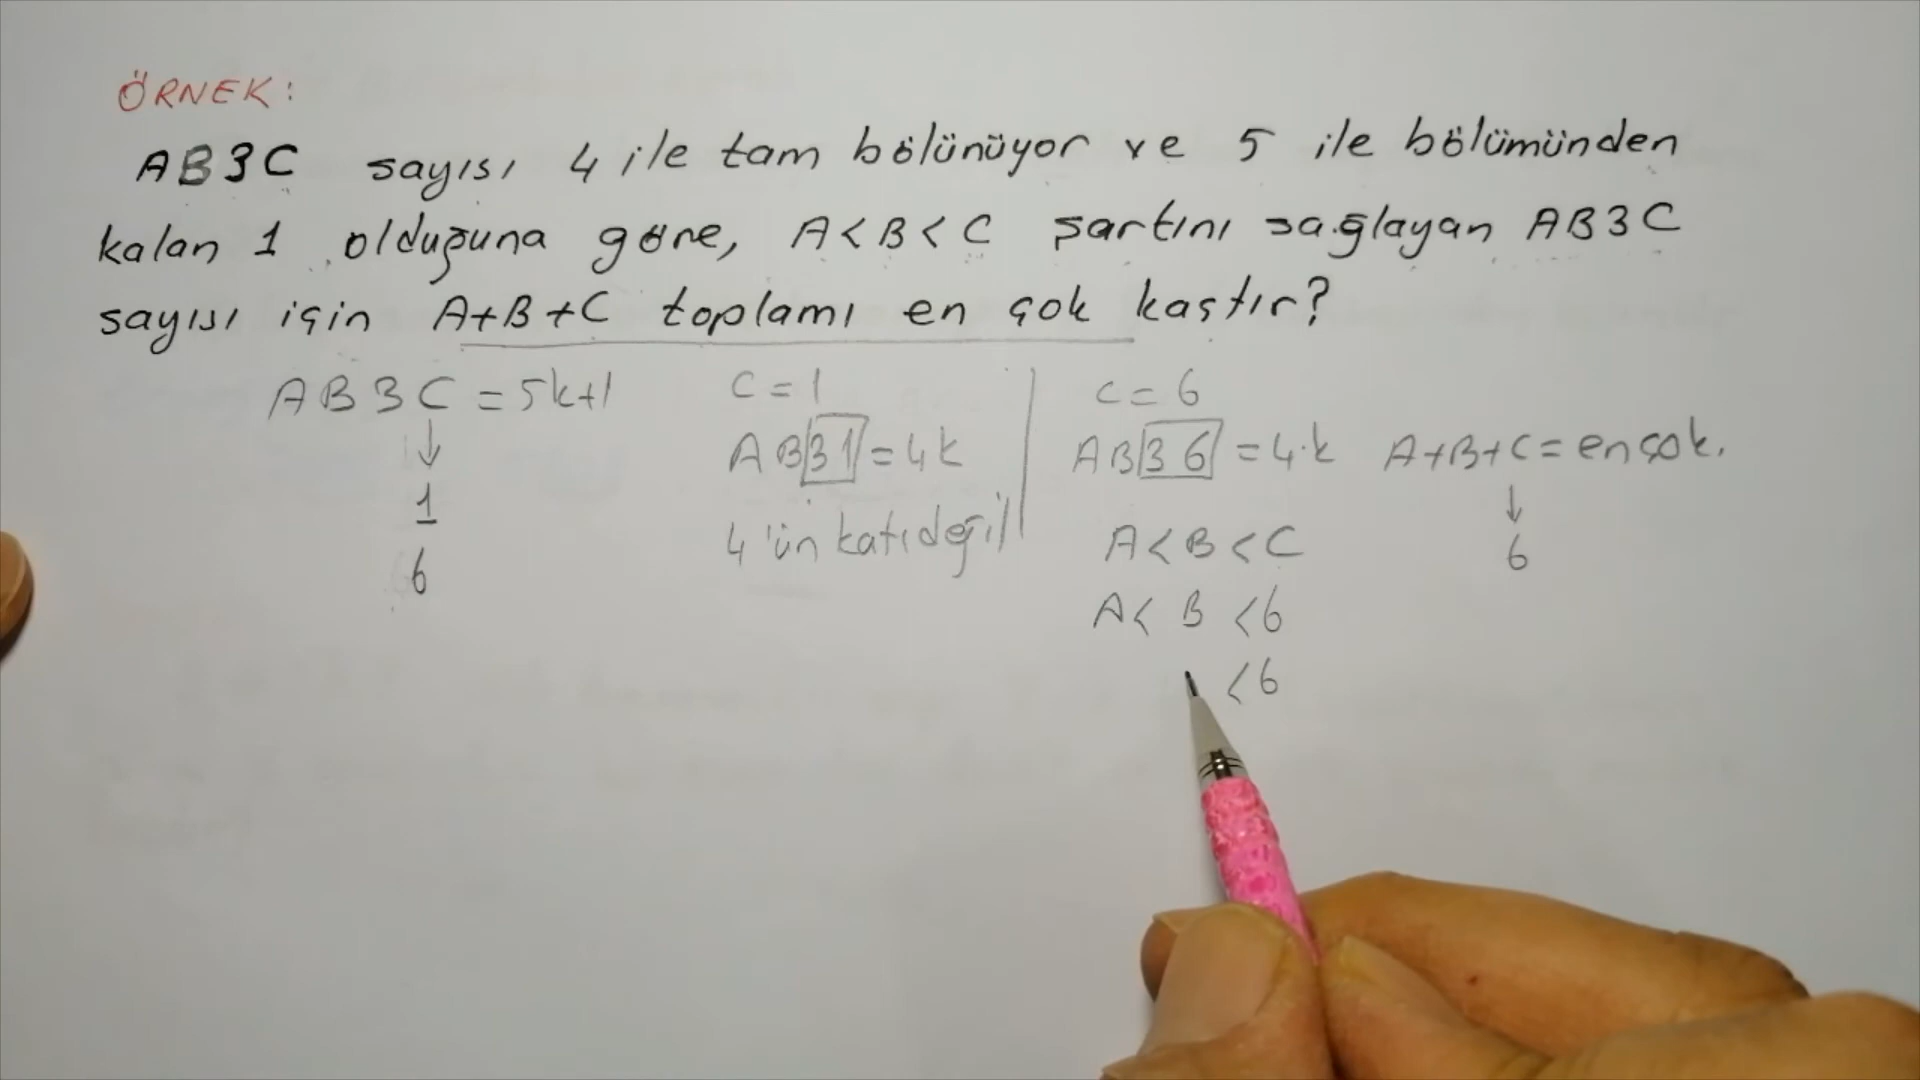 ÖRNEK:
AB3C sayısı 4 ile tam bölünüyor ve 5 ile bölümünden
kalan 1 olduğuna göre, A<B<C şartını sağlayan AB3C
sayısı için A+B+C toplamı en çok kaçtır?
AB3C = 5k+1
↓
1
6
C = 1
AB31 = 4k
4'ün katı değil
C = 6
AB36 = 4.k
A<B<C
A< B <6
<6
A+B+C = en çok.
↓
6